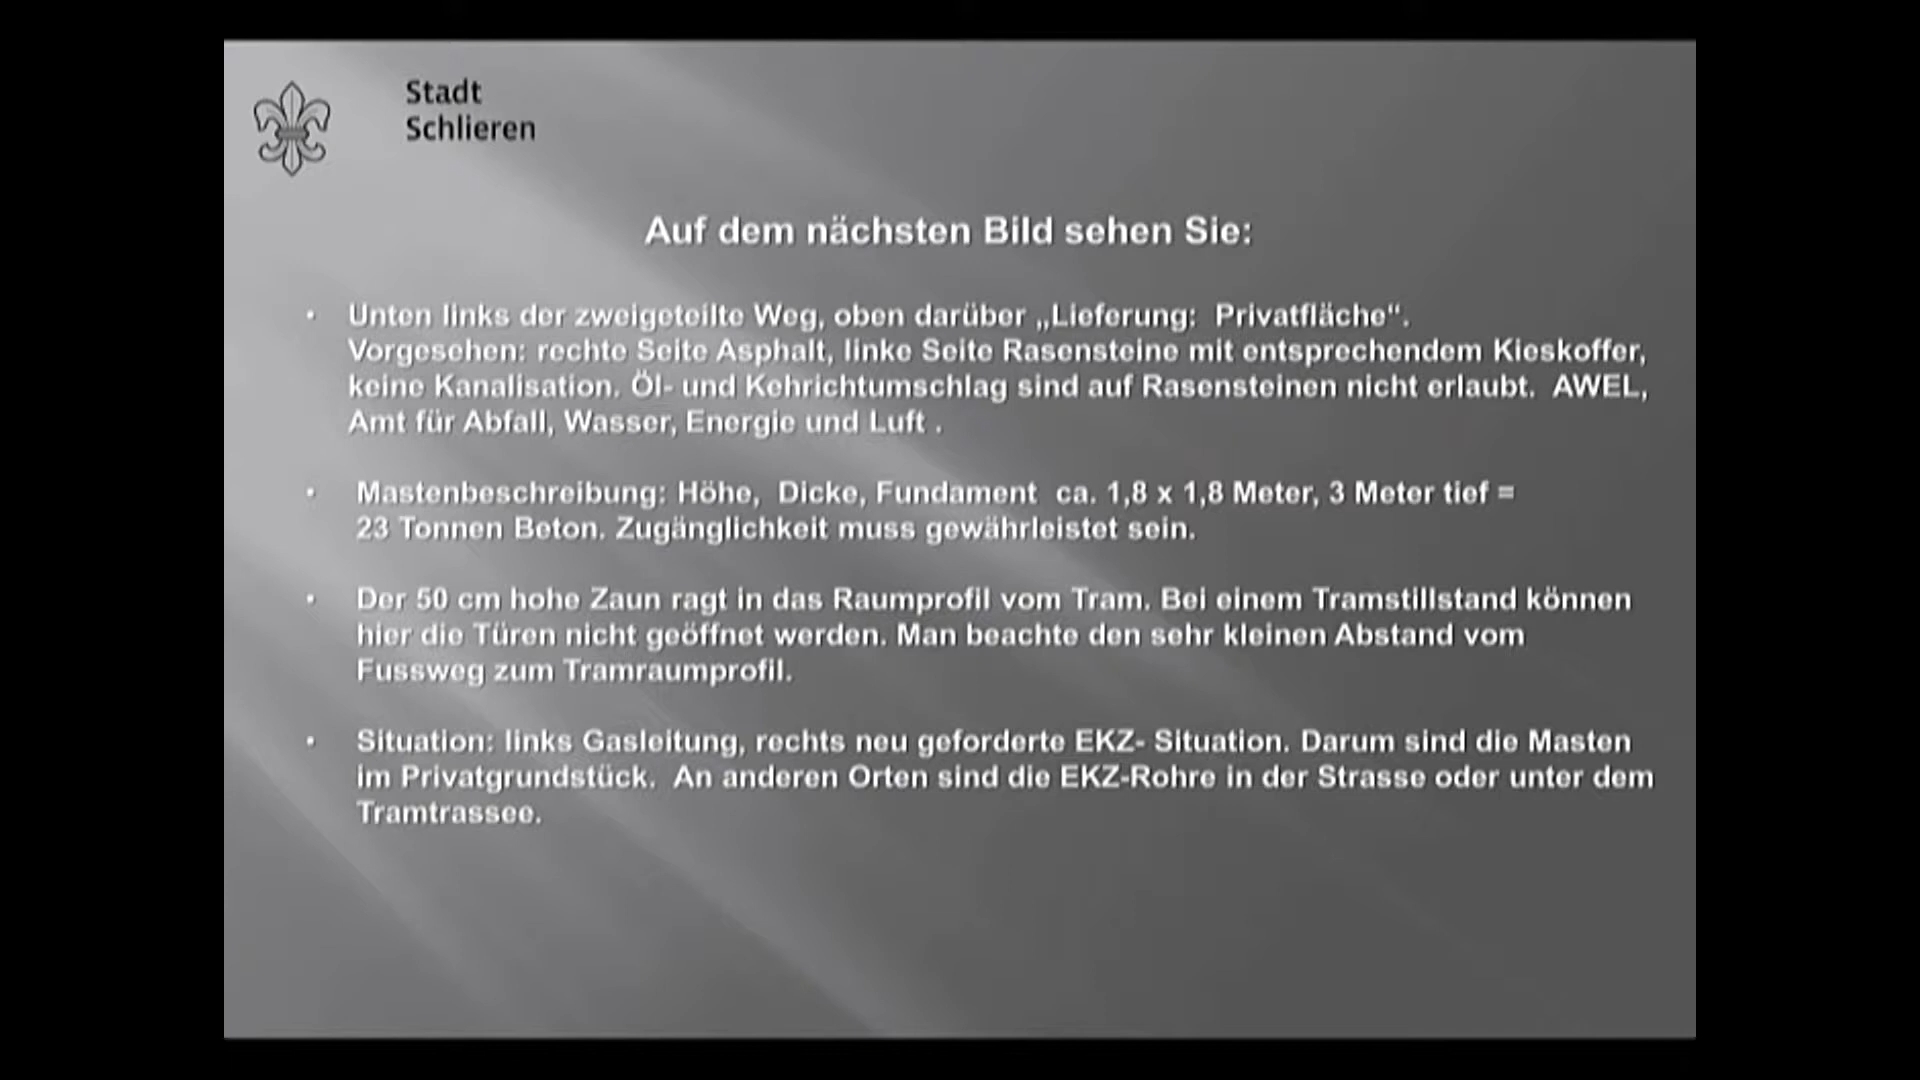 Stadt
Schlieren
Auf dem nächsten Bild sehen Sie:
• Unten links der zweigeteilte Weg, oben darüber „Lieferung: Privatfläche“.
Vorgesehen: rechte Seite Asphalt, linke Seite Rasensteine mit entsprechendem Kieskoffer,
keine Kanalisation. Öl- und Kehrichtumschlag sind auf Rasensteinen nicht erlaubt. AWEL,
Amt für Abfall, Wasser, Energie und Luft .
• Mastenbeschreibung: Höhe, Dicke, Fundament ca. 1,8 x 1,8 Meter, 3 Meter tief =
23 Tonnen Beton. Zugänglichkeit muss gewährleistet sein.
• Der 50 cm hohe Zaun ragt in das Raumprofil vom Tram. Bei einem Tramstillstand können
hier die Türen nicht geöffnet werden. Man beachte den sehr kleinen Abstand vom
Fussweg zum Tramraumprofil.
• Situation: links Gasleitung, rechts neu geforderte EKZ- Situation. Darum sind die Masten
im Privatgrundstück. An anderen Orten sind die EKZ-Rohre in der Strasse oder unter dem
Tramtrassee.